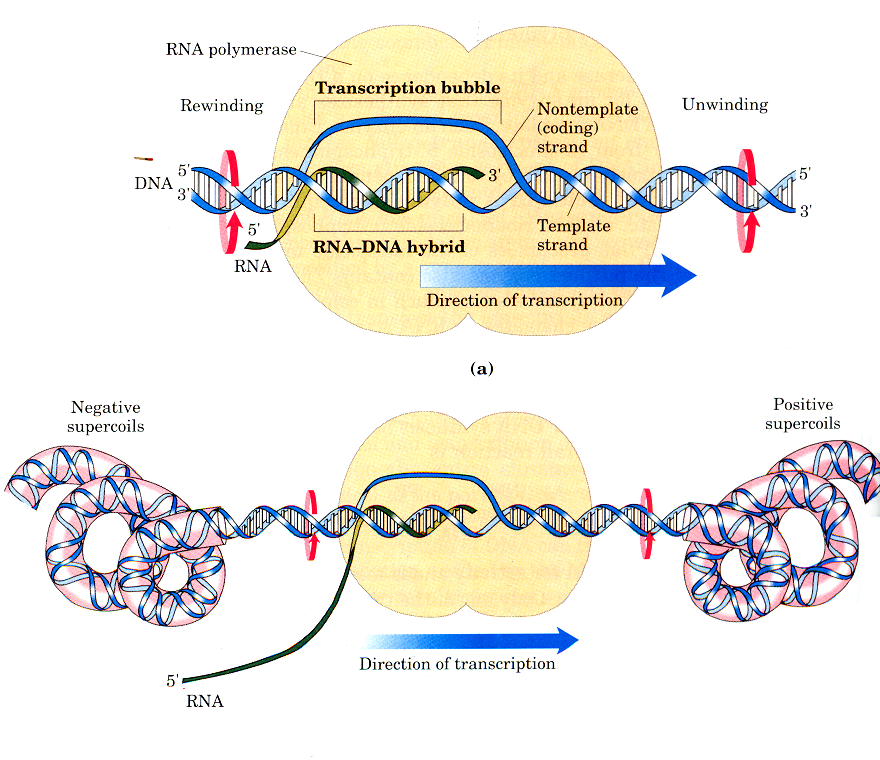 RNA polymerase
Transcription bubble
Rewinding
Unwinding
Nontemplate
(coding)
strand
DNA
5'
3'
3'
5'
3'
5'
RNA
RNA–DNA hybrid
Template
strand
Direction of transcription
(a)
Negative
supercoils
Positive
supercoils
Direction of transcription
5'
RNA